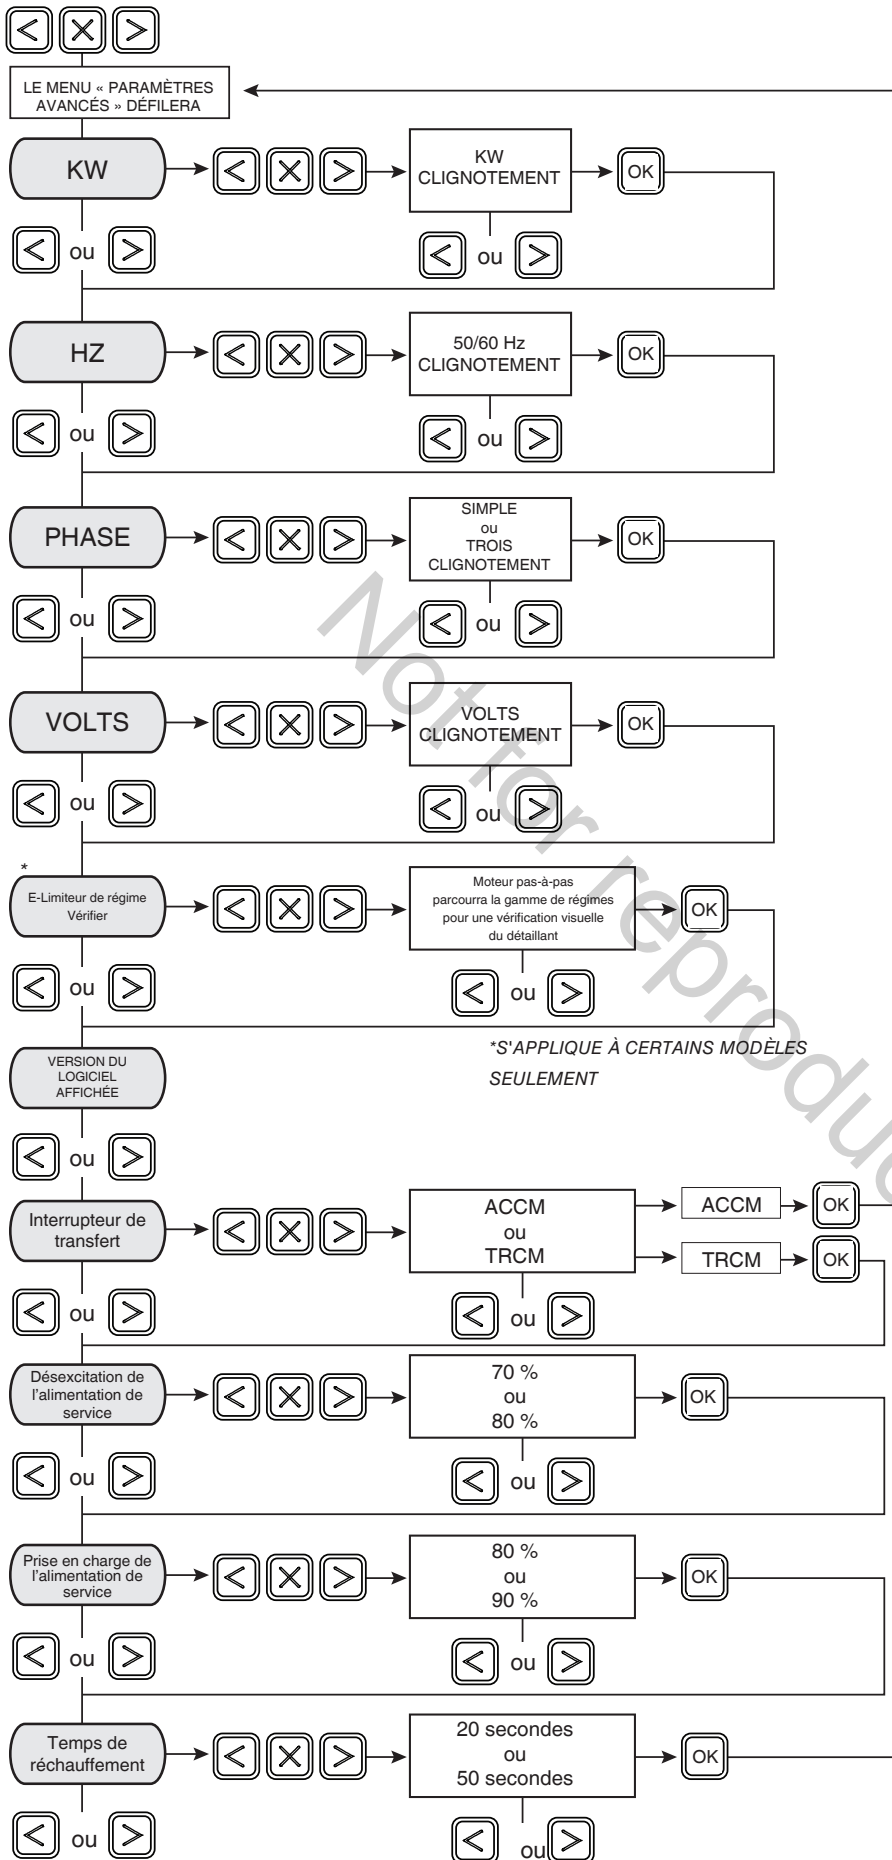 LE MENU « PARAMÈTRES
AVANCÉS » DÉFILERA
KW
KW
CLIGNOTEMENT
OK
ou
ou
HZ
50/60 Hz
CLIGNOTEMENT
OK
ou
ou
PHASE
SIMPLE
ou
TROIS
CLIGNOTEMENT
OK
ou
ou
VOLTS
VOLTS
CLIGNOTEMENT
OK
ou
ou
*
E-Limiteur de régime
Vérifier
Moteur pas-à-pas
parcourra la gamme de régimes
pour une vérification visuelle
du détaillant
OK
ou
ou
*S'APPLIQUE À CERTAINS MODÈLES
SEULEMENT
VERSION DU
LOGICIEL
AFFICHÉE
ou
Interrupteur de
transfert
ACCM
ou
TRCM
ACCM
OK
TRCM
OK
ou
ou
Désexcitation de
l'alimentation de
service
70 %
ou
80 %
OK
ou
ou
Prise en charge de
l'alimentation de
service
80 %
ou
90 %
OK
ou
ou
Temps de
réchauffement
20 secondes
ou
50 secondes
OK
ou
ou
Not for